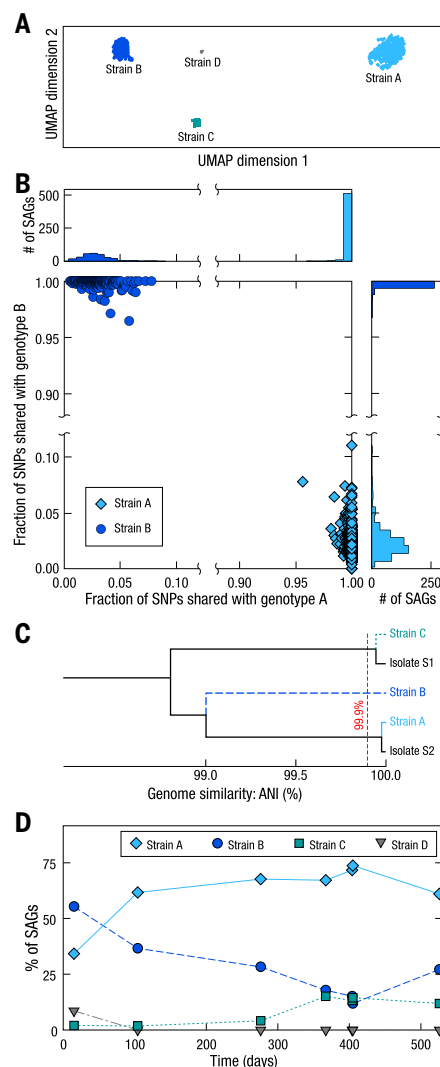 A
UMAP dimension 2
Strain B
Strain D
Strain A
Strain C
UMAP dimension 1
B
# of SAGs
500
250
0
Fraction of SNPs shared with genotype B
1.00
0.95
0.90
0.10
0.05
0.00
Strain A
Strain B
0.00 0.05 0.10 0.90 0.95 1.00
Fraction of SNPs shared with genotype A
0 250
# of SAGs
C
Strain C
Isolate S1
Strain B
99.9%
Strain A
Isolate S2
99.0 99.5 100.0
Genome similarity: ANI (%)
D
Strain A Strain B Strain C Strain D
% of SAGs
75
50
25
0
0 100 200 300 400 500
Time (days)